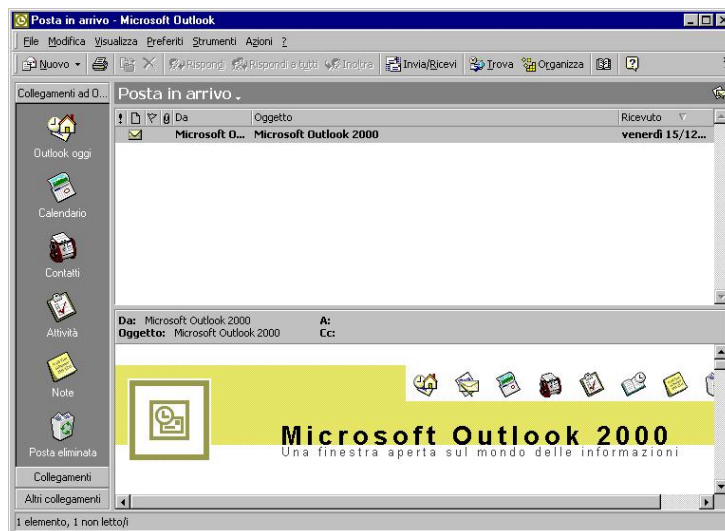 Posta in arrivo - Microsoft Outlook
File Modifica Visualizza Preferiti Strumenti Azioni ?
Nuovo Rispondi Rispondi a tutti Inoltra Invia/Ricevi Trova Organizza
Collegamenti ad O...
Posta in arrivo
! Da Oggetto Ricevuto
Microsoft O... Microsoft Outlook 2000 venerdì 15/12...
Outlook oggi
Calendario
Contatti
Attività
Note
Posta eliminata
Collegamenti
Altri collegamenti
Da: Microsoft Outlook 2000 A:
Oggetto: Microsoft Outlook 2000 Cc:
Microsoft Outlook 2000
Una finestra aperta sul mondo delle informazioni
1 elemento, 1 non letto/i